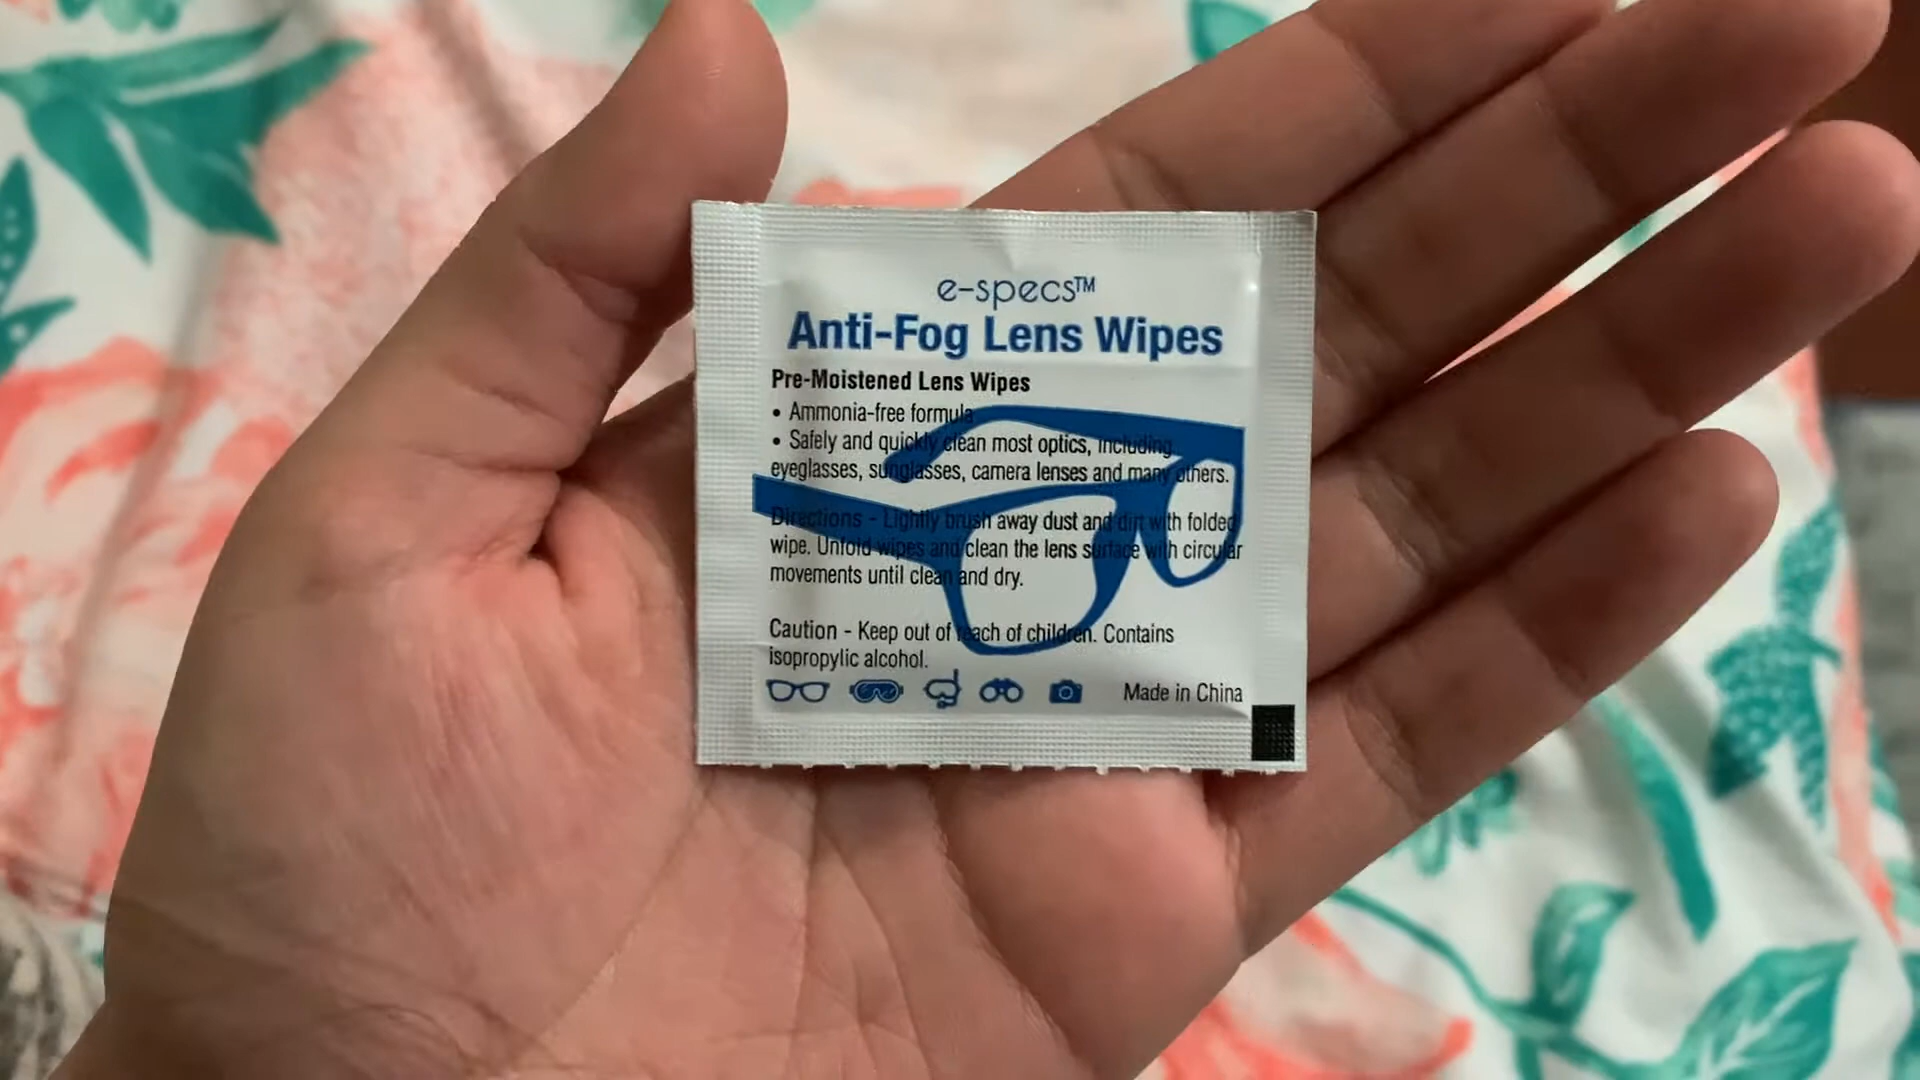 e-specs™
Anti-Fog Lens Wipes
Pre-Moistened Lens Wipes
• Ammonia-free formula
• Safely and quickly clean most optics, including
eyeglasses, sunglasses, camera lenses and many others.
Directions - Lightly brush away dust and dirt with folded
wipe. Unfold wipes and clean the lens surface with circular
movements until clean and dry.
Caution - Keep out of reach of children. Contains
isopropylic alcohol.
Made in China